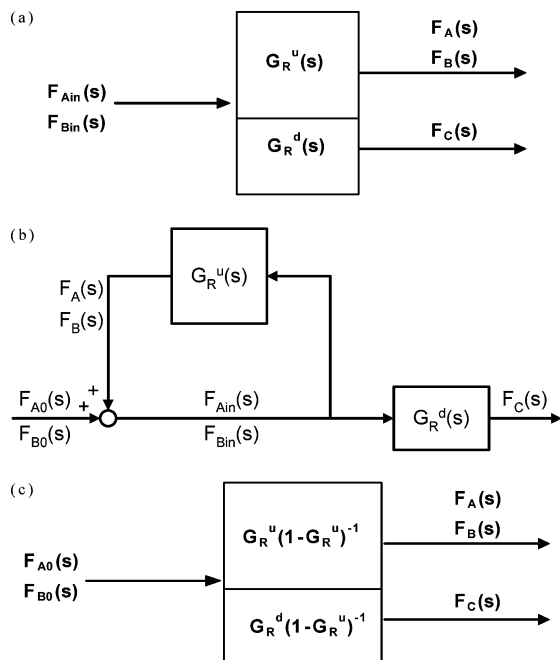 (a)
F_Ain(s)
F_Bin(s)
G_R^u(s)
G_R^d(s)
F_A(s)
F_B(s)
F_C(s)
(b)
G_R^u(s)
F_A(s)
F_B(s)
+
+
F_A0(s)
F_B0(s)
F_Ain(s)
F_Bin(s)
G_R^d(s)
F_C(s)
(c)
F_A0(s)
F_B0(s)
G_R^u(1-G_R^u)^-1
G_R^d(1-G_R^u)^-1
F_A(s)
F_B(s)
F_C(s)